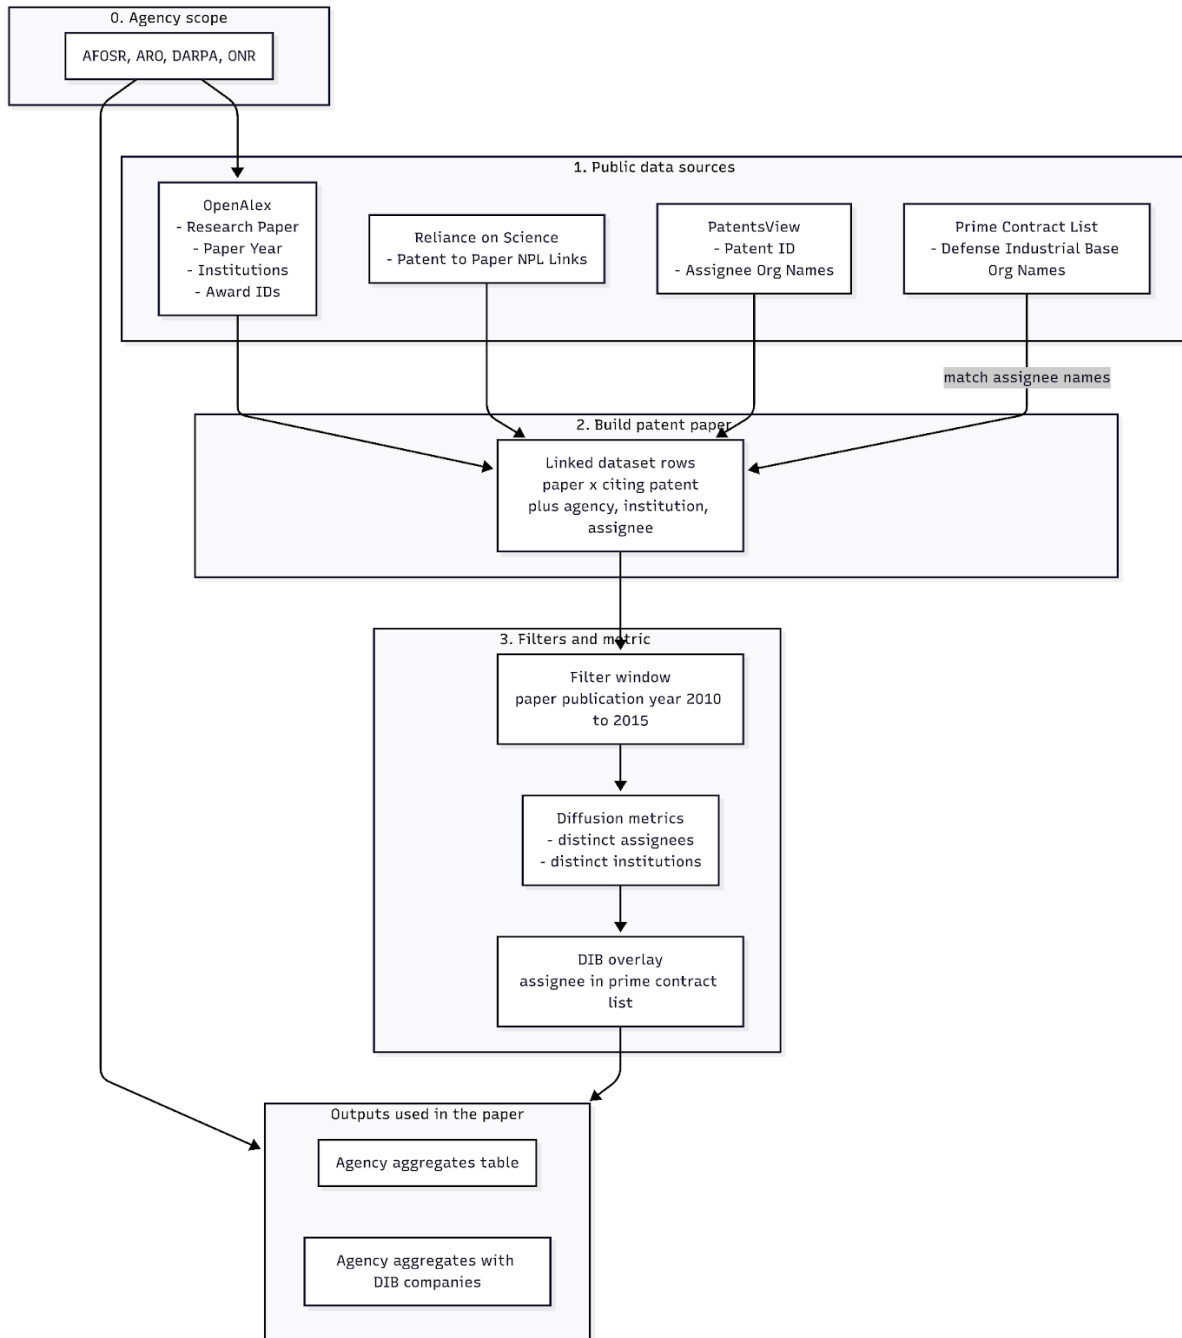 0. Agency scope
AFOSR, ARO, DARPA, ONR
1. Public data sources
OpenAlex
- Research Paper
- Paper Year
- Institutions
- Award IDs
Reliance on Science
- Patent to Paper NPL Links
PatentsView
- Patent ID
- Assignee Org Names
Prime Contract List
- Defense Industrial Base
Org Names
match assignee names
2. Build patent paper
Linked dataset rows
paper x citing patent
plus agency, institution,
assignee
3. Filters and metric
Filter window
paper publication year 2010
to 2015
Diffusion metrics
- distinct assignees
- distinct institutions
DIB overlay
assignee in prime contract
list
Outputs used in the paper
Agency aggregates table
Agency aggregates with
DIB companies